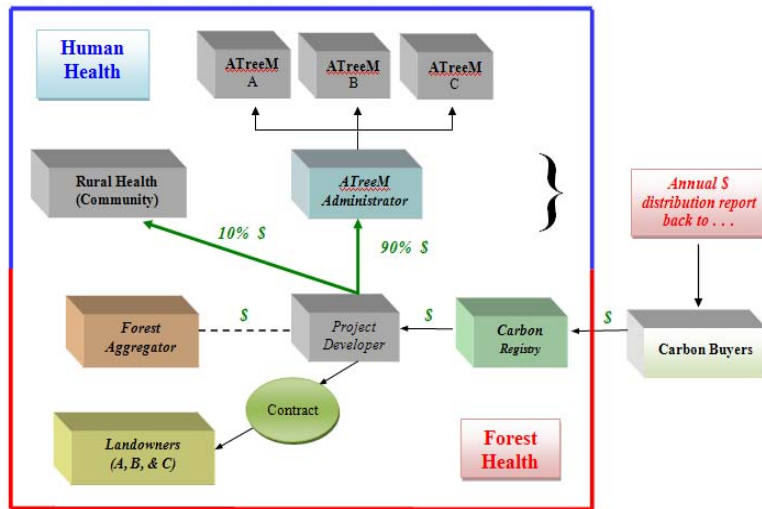 Human
Health
ATreeM
A
ATreeM
B
ATreeM
C
Rural Health
(Community)
ATreeM
Administrator
}
Annual $
distribution report
back to . . .
10% $
90% $
Forest
Aggregator
$
Project
Developer
$
Carbon
Registry
$
Carbon Buyers
Contract
Landowners
(A, B, & C)
Forest
Health